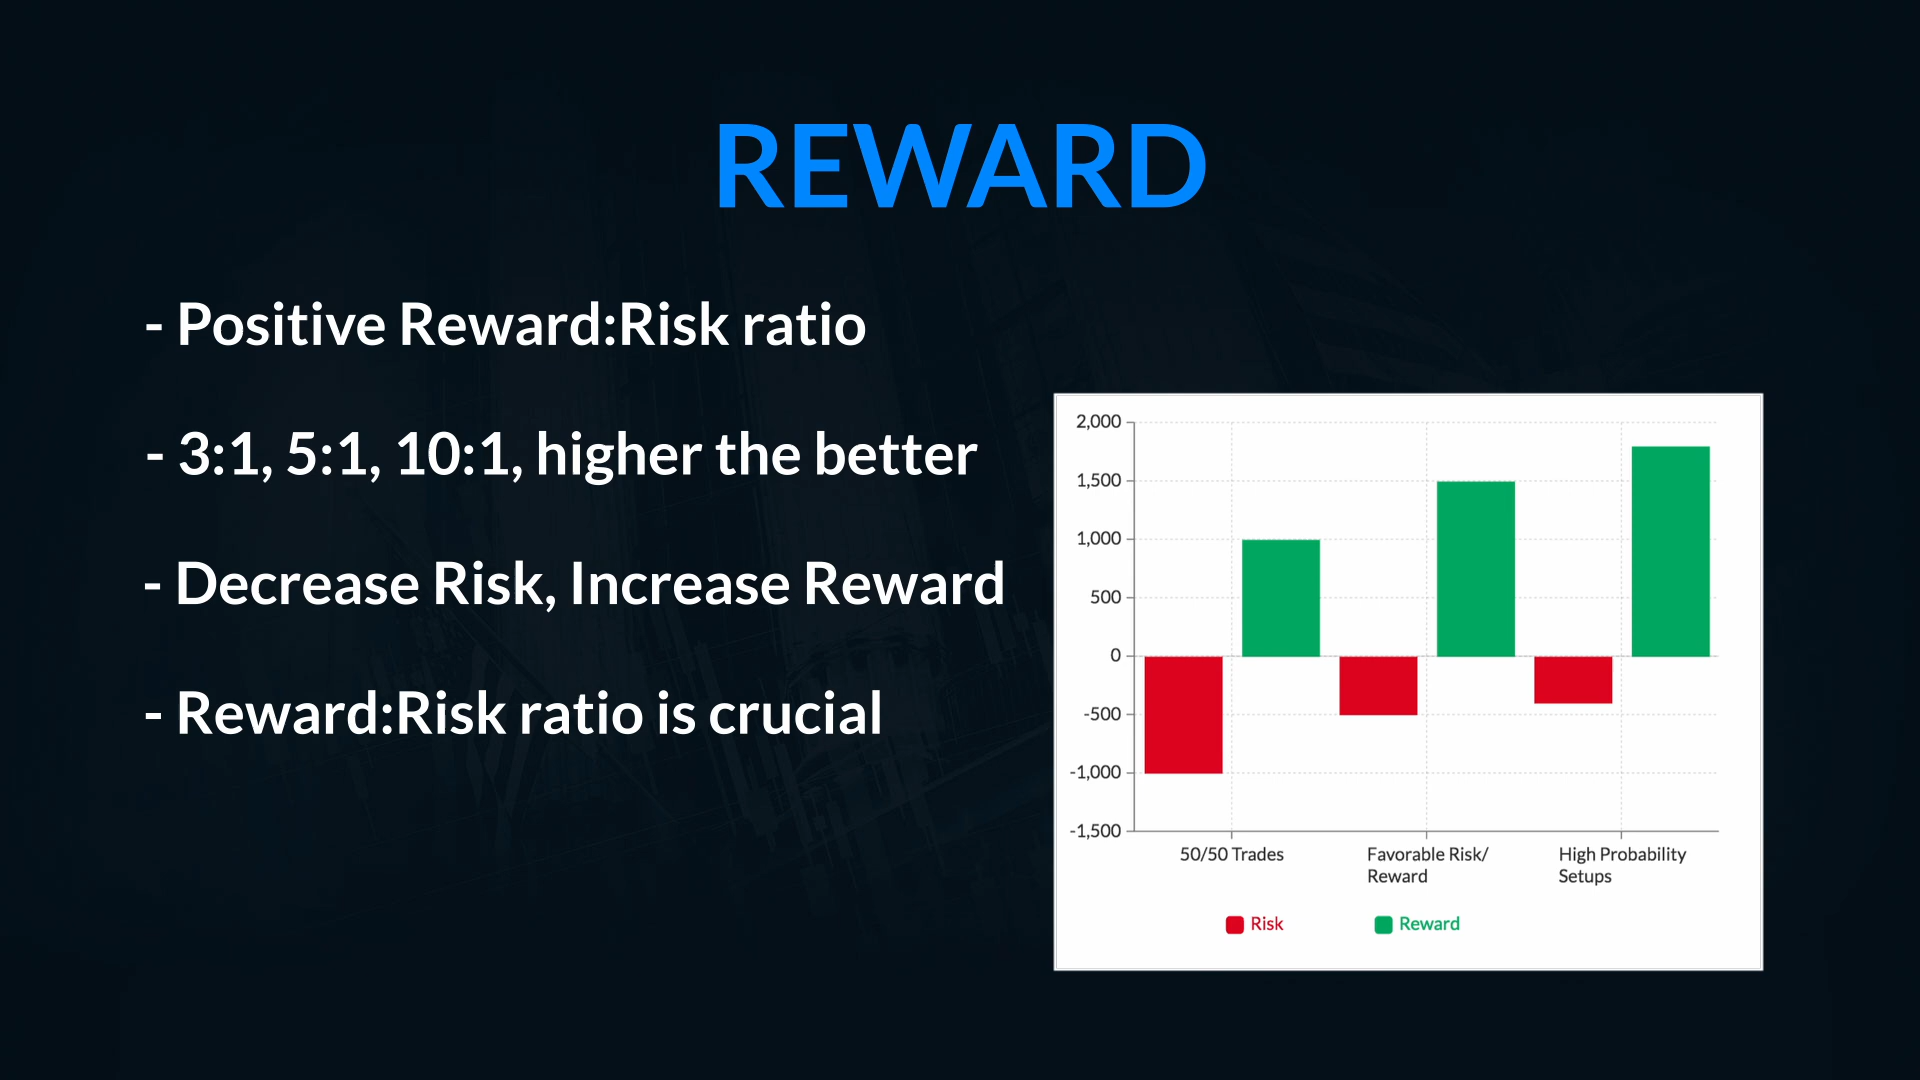 REWARD
- Positive Reward:Risk ratio
- 3:1, 5:1, 10:1, higher the better
- Decrease Risk, Increase Reward
- Reward:Risk ratio is crucial
2,000
1,500
1,000
500
0
-500
-1,000
-1,500
50/50 Trades
Favorable Risk/
Reward
High Probability
Setups
Risk
Reward